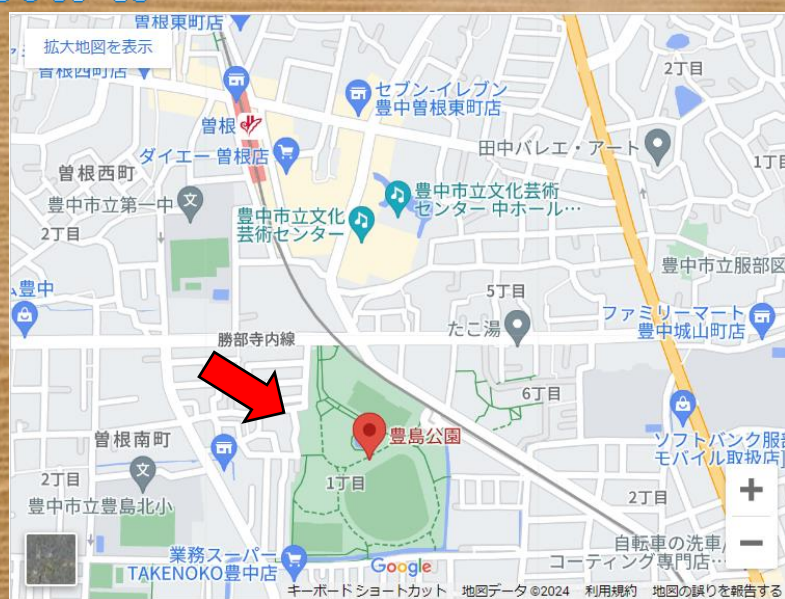 曽根東町店
拡大地図を表示
曽根西町店
2丁目
セブン-イレブン
豊中曽根東町店
曽根
田中バレエ・アート
ダイエー 曽根店
1丁目
曽根西町
豊中市立第一中
文
豊中市立文化芸術
センター 中ホール…
豊中市立文化
芸術センター
2丁目
豊中市立服部図
5丁目
豊中
ファミリーマート
豊中城山町店
たこ湯
勝部寺内線
6丁目
豊島公園
曽根南町
ソフトバンク服部
モバイル取扱店]
文
2丁目
1丁目
2丁目
豊中市立豊島北小
+
−
自転車の洗車/
コーティング専門店…
業務スーパー
TAKENOKO豊中店
Google
キーボード ショートカット 地図データ ©2024 利用規約 地図の誤りを報告する